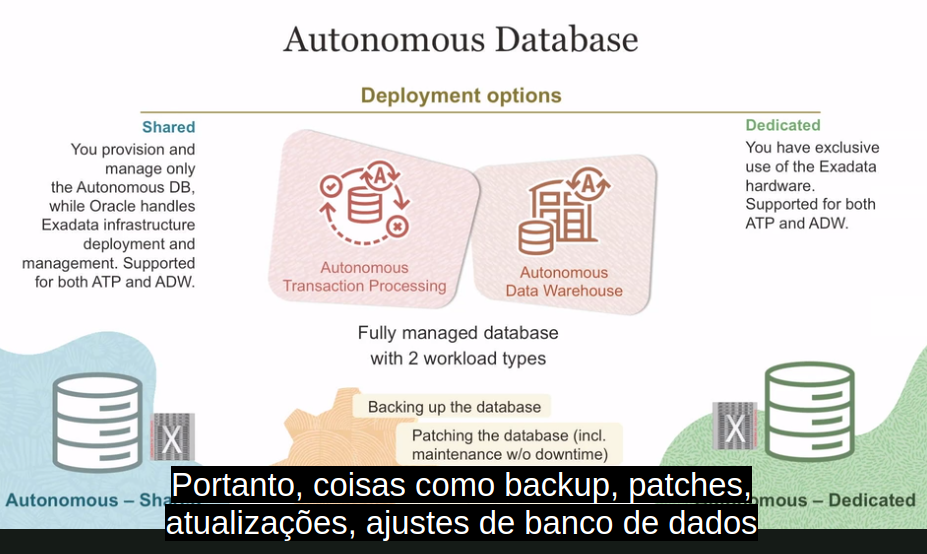 Autonomous Database
Deployment options
Shared
You provision and
manage only
the Autonomous DB,
while Oracle handles
Exadata infrastructure
deployment and
management. Supported
for both ATP and ADW.
A
Autonomous
Transaction Processing
A
Autonomous
Data Warehouse
Dedicated
You have exclusive
use of the Exadata
hardware.
Supported for both
ATP and ADW.
Fully managed database
with 2 workload types
Backing up the database
Patching the database (incl.
maintenance w/o downtime)
X
X
Autonomous –
– Dedicated
Portanto, coisas como backup, patches,
atualizações, ajustes de banco de dados